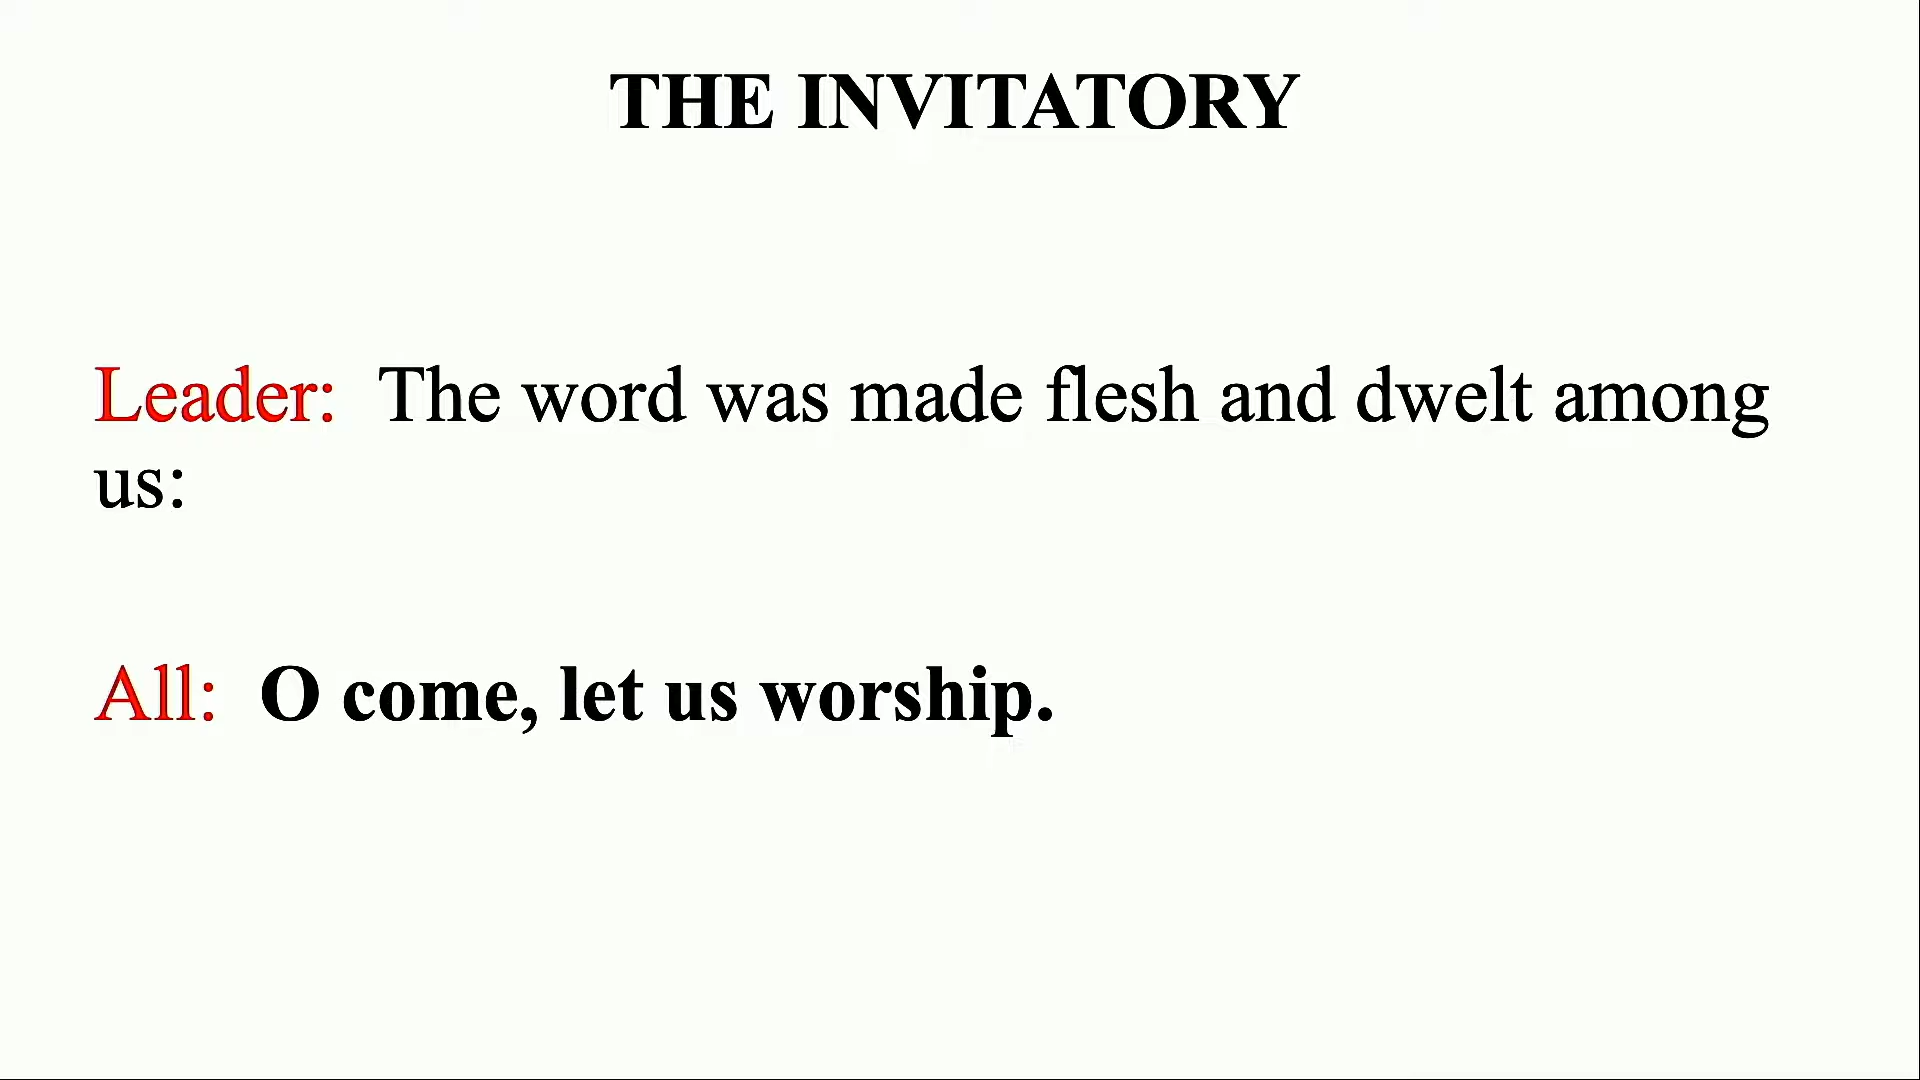 THE INVITATORY
Leader: The word was made flesh and dwelt among
us:
All: O come, let us worship.